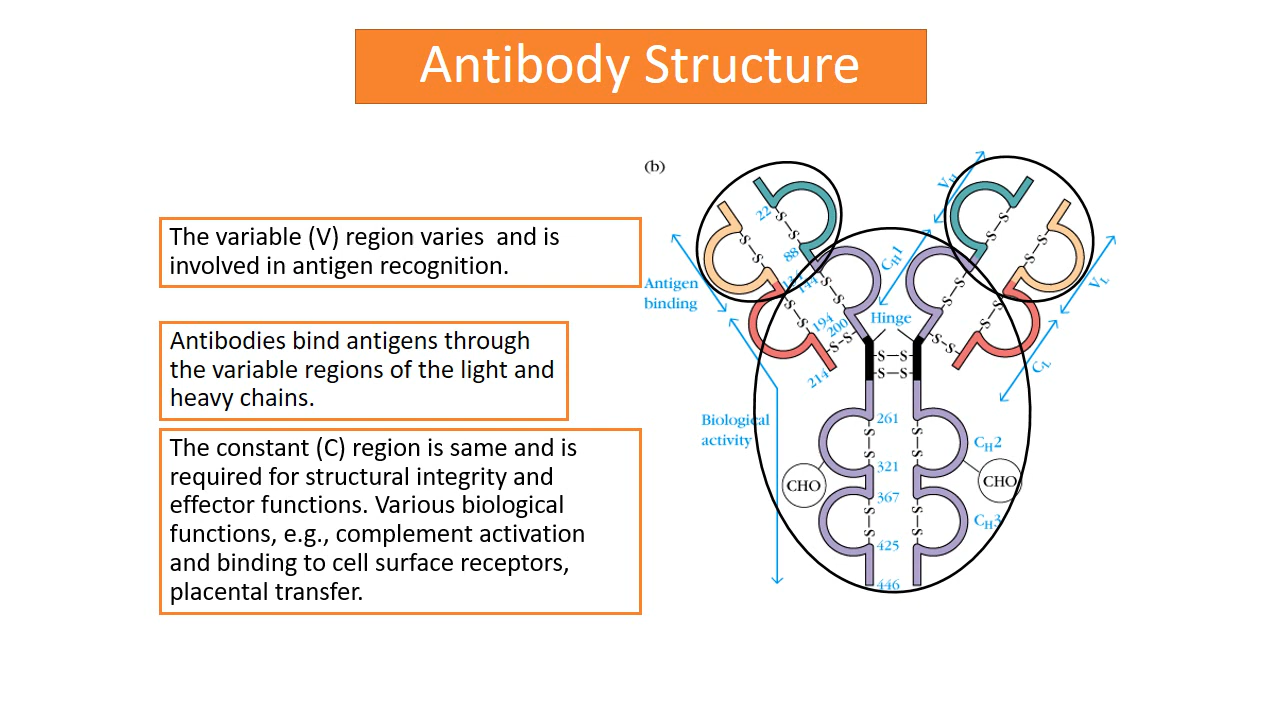 Antibody Structure
(b)
The variable (V) region varies  and is
involved in antigen recognition.
Antibodies bind antigens through
the variable regions of the light and
heavy chains.
The constant (C) region is same and is
required for structural integrity and
effector functions. Various biological
functions, e.g., complement activation
and binding to cell surface receptors,
placental transfer.
Antigen
binding
Biological
activity
22
S
S
88
S
S
144
S
S
194
200
S
S
214
S-S
VH
CH1
VL
CL
Hinge
S
S
S
S
S
S
S
S
S-S
S—S
S—S
261
S
S
S
S
321
CH2
CHO
CHO
367
S
S
S
S
CH3
425
446